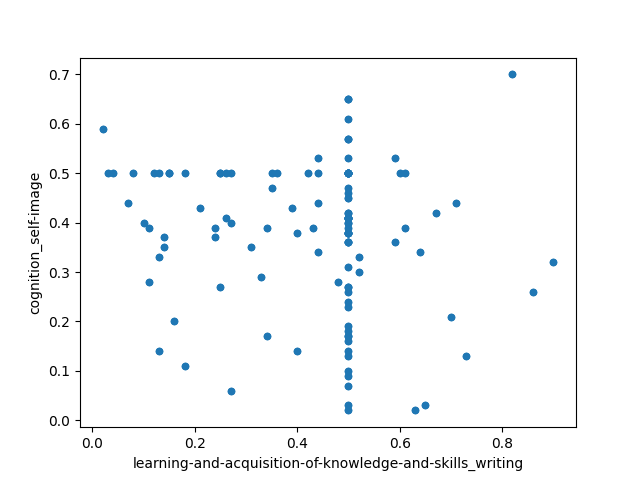 0.7
0.6
0.5
0.4
0.3
0.2
0.1
0.0
cognition_self-image
0.0 0.2 0.4 0.6 0.8
learning-and-acquisition-of-knowledge-and-skills_writing